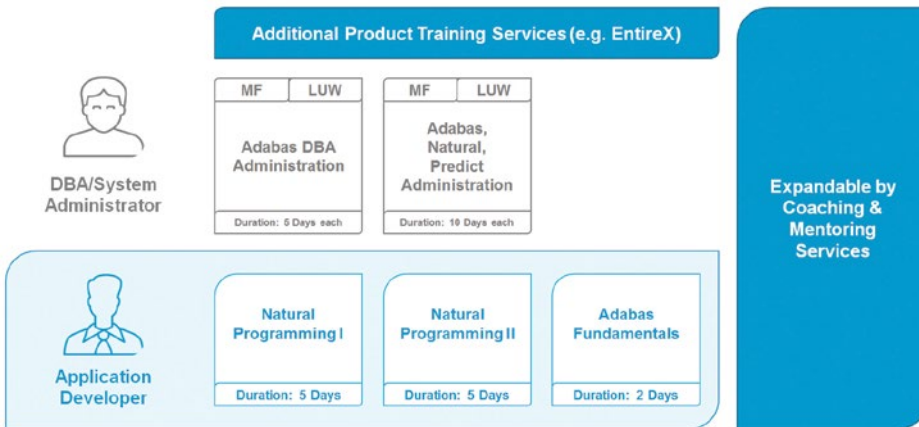 Additional Product Training Services (e.g. EntireX)
DBA/System
Administrator
MF LUW
Adabas DBA
Administration
Duration: 5 Days each
MF LUW
Adabas,
Natural,
Predict
Administration
Duration: 10 Days each
Application
Developer
Natural
Programming I
Duration: 5 Days
Natural
Programming II
Duration: 5 Days
Adabas
Fundamentals
Duration: 2 Days
Expandable by
Coaching &
Mentoring
Services